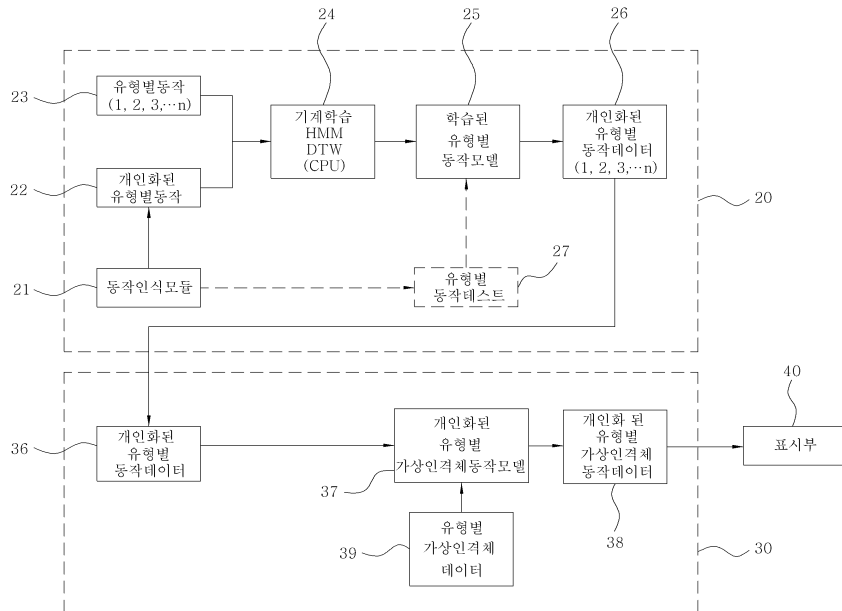 24
25
26
23
유형별동작
(1, 2, 3,…n)
기계학습
HMM
DTW
(CPU)
학습된
유형별
동작모델
개인화된
유형별
동작데이터
(1, 2, 3,…n)
22
개인화된
유형별동작
20
21
동작인식모듈
유형별
동작테스트
27
36
개인화된
유형별
동작데이터
개인화된
유형별
가상인격체동작모델
37
개인화 된
유형별
가상인격체
동작데이터
38
40
표시부
39
유형별
가상인격체
데이터
30